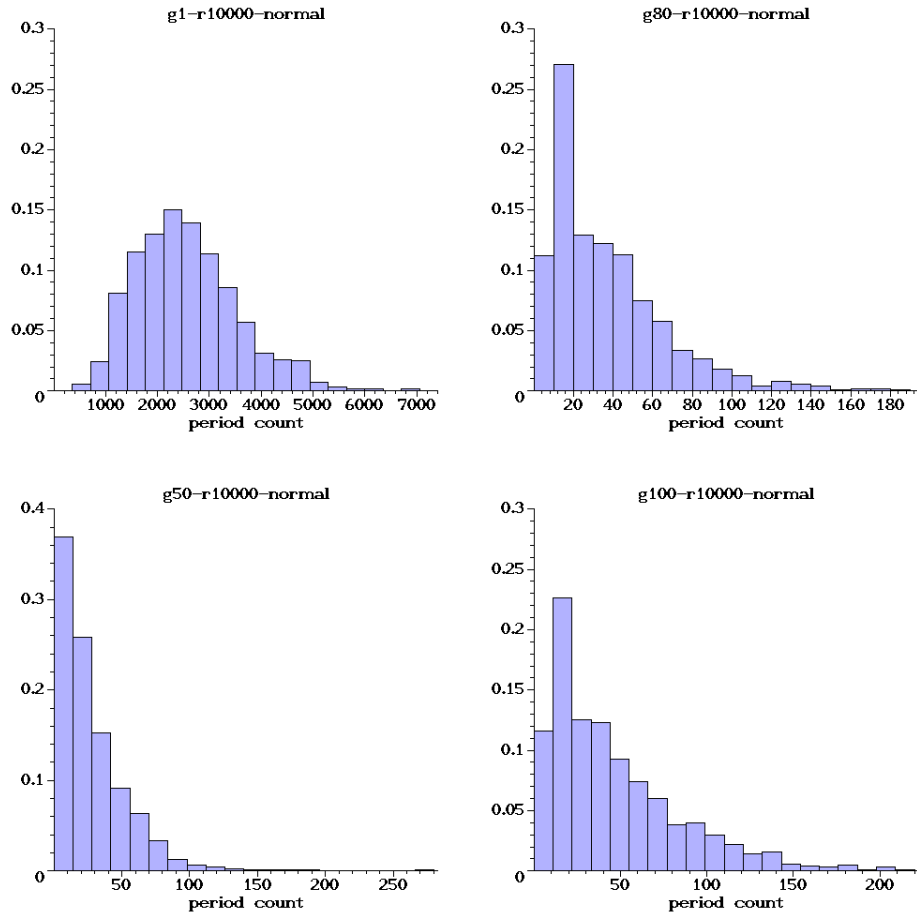 g1-r10000-normal
0.3
0.25
0.2
0.15
0.1
0.05
0
1000 2000 3000 4000 5000 6000 7000
period count
g80-r10000-normal
0.3
0.25
0.2
0.15
0.1
0.05
0
20 40 60 80 100 120 140 160 180
period count
g50-r10000-normal
0.4
0.3
0.2
0.1
0
50 100 150 200 250
period count
g100-r10000-normal
0.3
0.25
0.2
0.15
0.1
0.05
0
50 100 150 200
period count